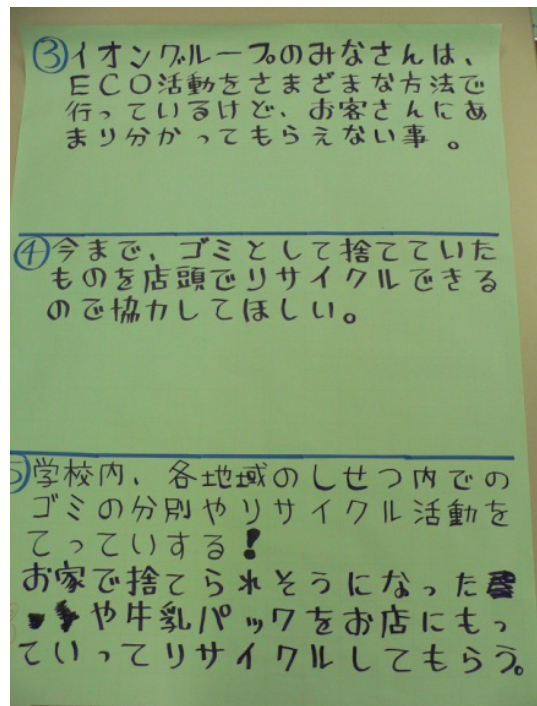 ③イオングループのみなさんは、
ECO活動をさまざまな方法で
行っているけど、お客さんにあ
まり分かってもらえない事。
④今まで、ゴミとして捨てていた
ものを店頭でリサイクルできる
ので協力してほしい。
⑤学校内、各地域のしせつ内での
ゴミの分別やリサイクル活動を
てっていする!
お家で捨てられそうになった
や牛乳パックをお店にもっ
ていってリサイクルしてもらう。